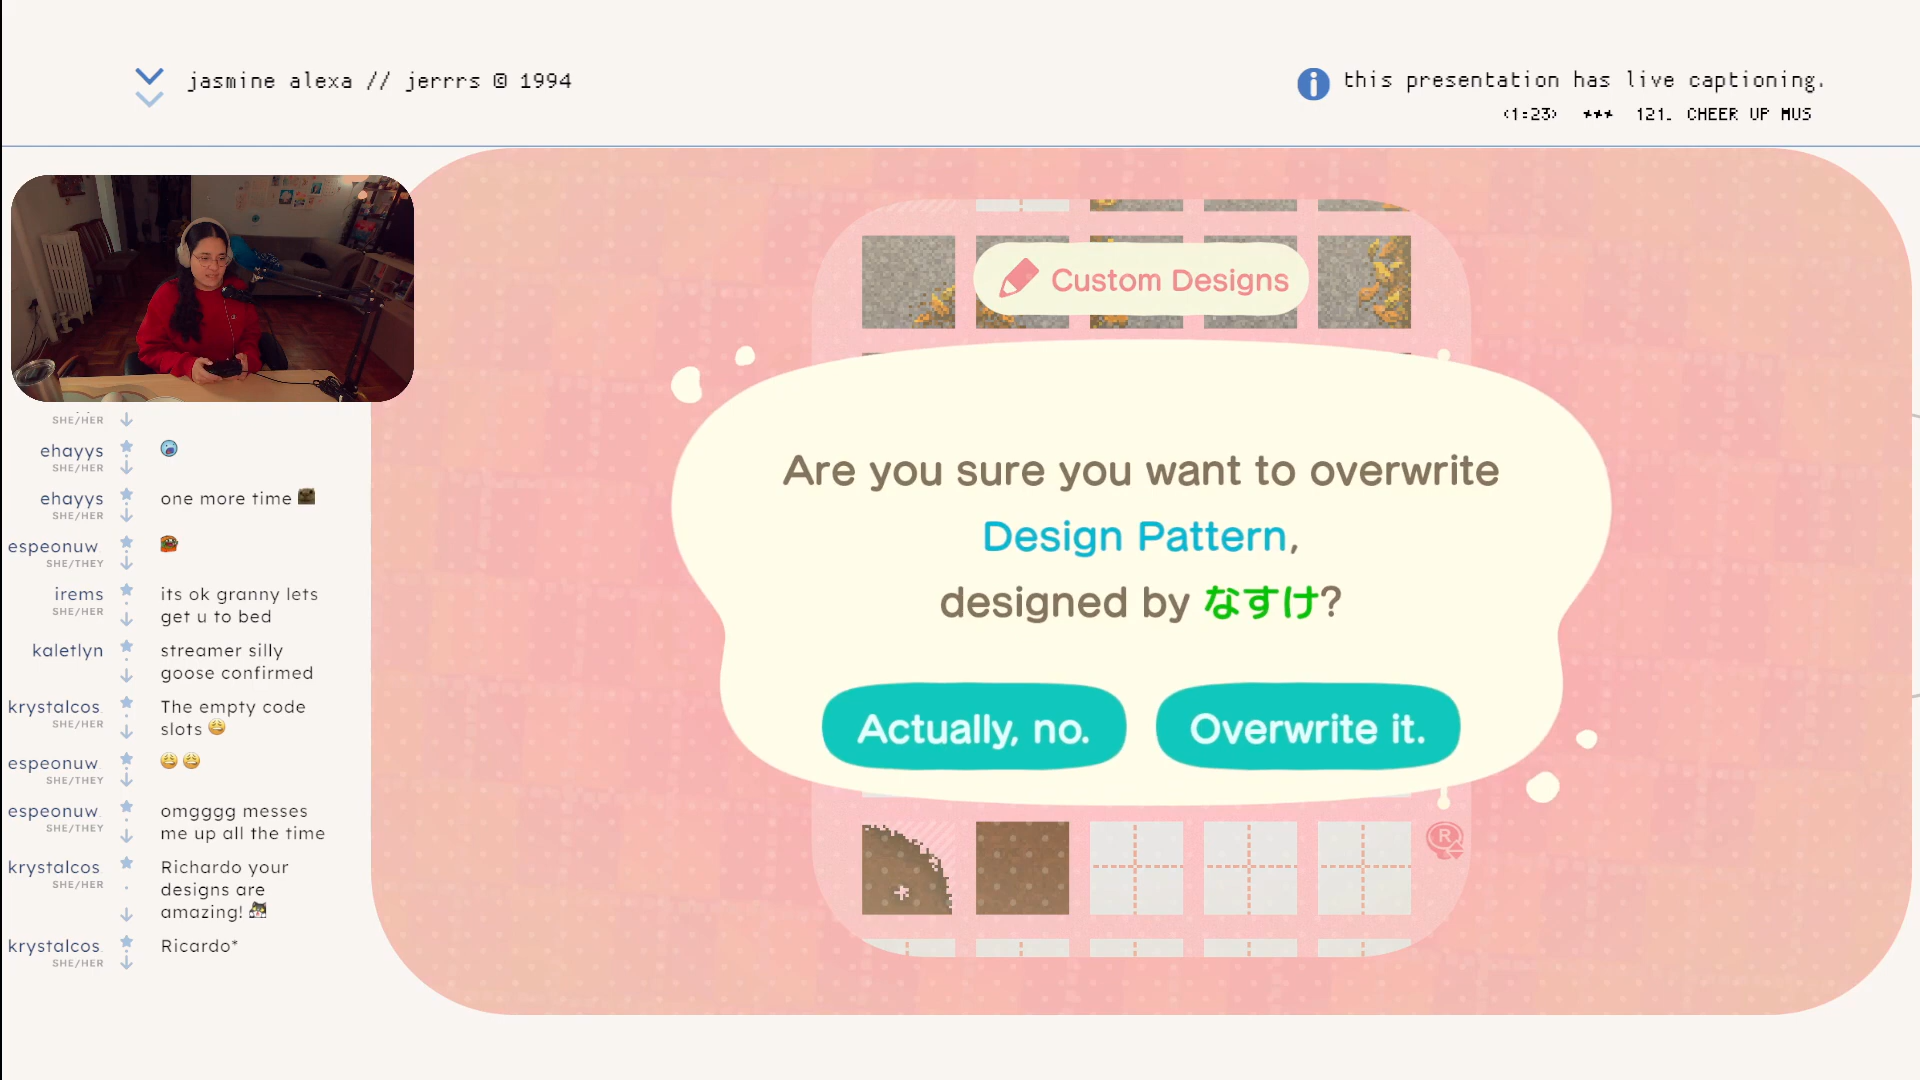 jasmine alexa // jerrrs @ 1994
this presentation has live captioning.
<1:23> *** 121. CHEER UP MUS
Custom Designs
Are you sure you want to overwrite
Design Pattern,
designed by なすけ?
Actually, no.
Overwrite it.
R
SHE/HER
ehayys
SHE/HER
ehayys
SHE/HER
one more time
espeonuw.
SHE/THEY
irems
SHE/HER
its ok granny lets
get u to bed
kaletlyn
streamer silly
goose confirmed
krystalcos.
SHE/HER
The empty code
slots
espeonuw.
SHE/THEY
espeonuw.
SHE/THEY
omgggg messes
me up all the time
krystalcos.
SHE/HER
Richardo your
designs are
amazing!
krystalcos.
SHE/HER
Ricardo*